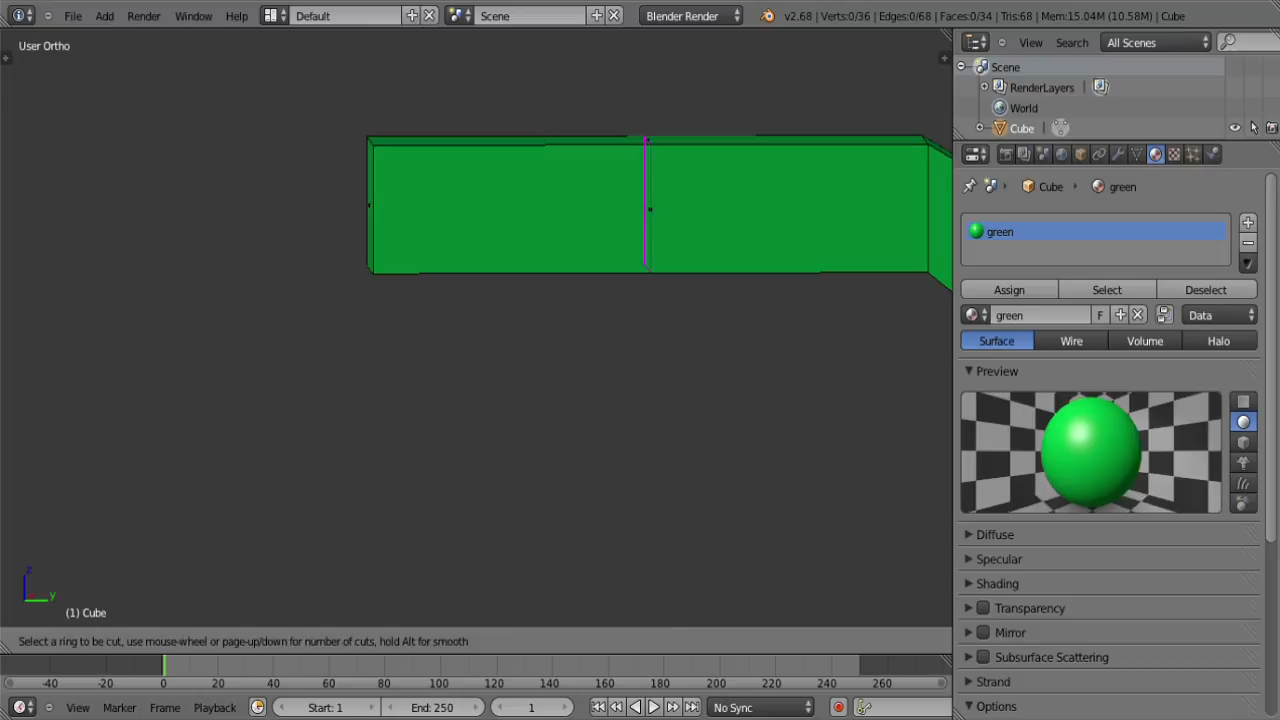 File Add Render Window Help Default Scene Blender Render v2.68 | Verts:0/36 | Edges:0/68 | Faces:0/34 | Tris:68 | Mem:15.04M (10.58M) | Cube
User Ortho
View Search All Scenes
Scene
RenderLayers
World
Cube
Cube green
green
Assign Select Deselect
green F Data
Surface Wire Volume Halo
Preview
Diffuse
Specular
Shading
Transparency
Mirror
Subsurface Scattering
Strand
Options
z
y
(1) Cube
Select a ring to be cut, use mouse-wheel or page-up/down for number of cuts, hold Alt for smooth
-40 -20 0 20 40 60 80 100 120 140 160 180 200 220 240 260
View Marker Frame Playback Start: 1 End: 250 1 No Sync